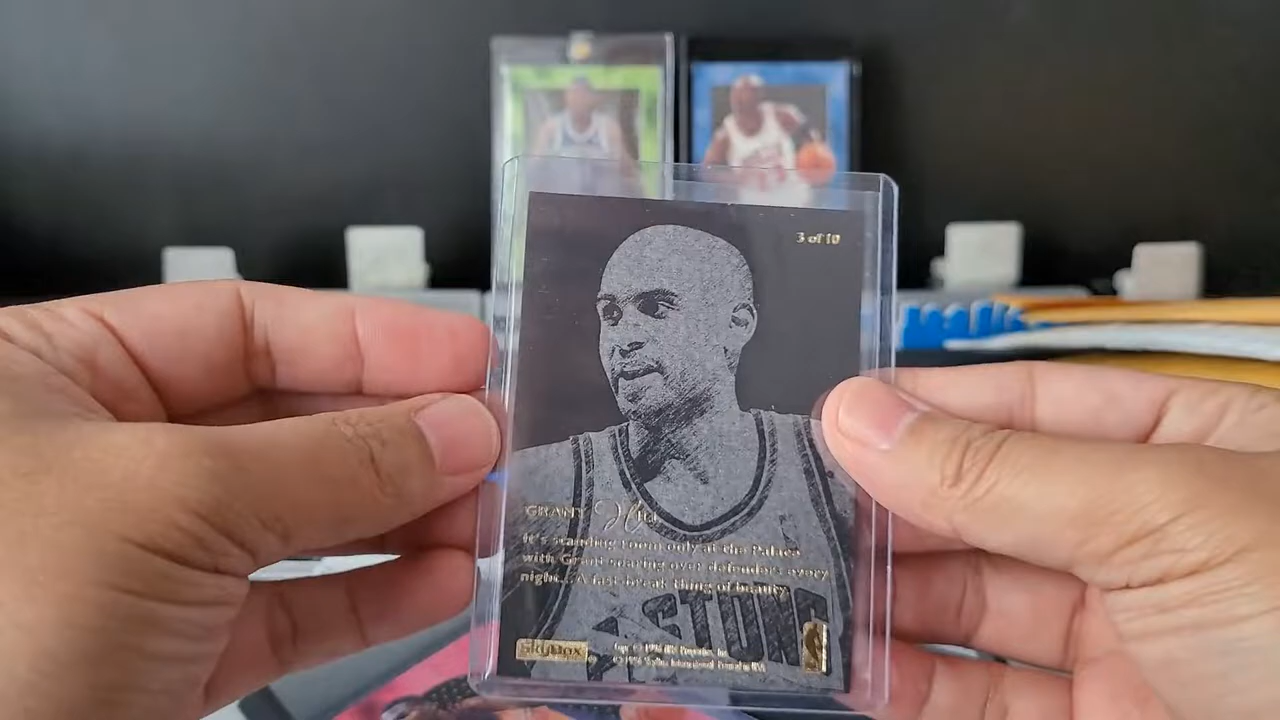 3 of 10
GRANT Hill
It's standing room only at the Palace
with Grant soaring over defenders every
night...A fast-break thing of beauty.
PISTONS
SkyBox